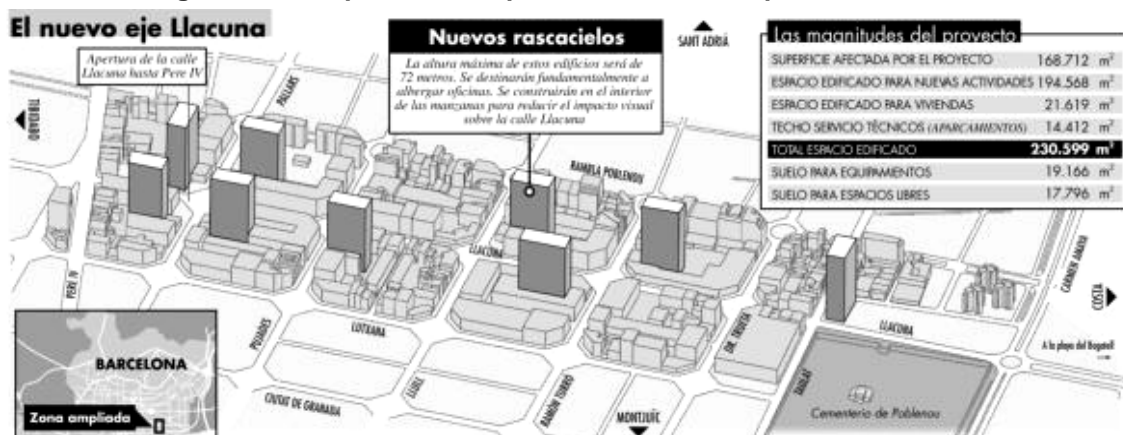 El nuevo eje Llacuna
Apertura de la calle
Llacuna hasta Pere IV
Nuevos rascacielos
La altura máxima de estos edificios será de
72 metros. Se destinarán fundamentalmente a
albergar oficinas. Se construirán en el interior
de las manzanas para reducir el impacto visual
sobre la calle Llacuna
SANT ADRIÀ
Las magnitudes del proyecto
SUPERFICIE AFECTADA POR EL PROYECTO 168.712 m²
ESPACIO EDIFICADO PARA NUEVAS ACTIVIDADES 194.568 m²
ESPACIO EDIFICADO PARA VIVIENDAS 21.619 m²
TECHO SERVICIO TÉCNICOS (APARCAMIENTOS) 14.412 m²
TOTAL ESPACIO EDIFICADO 230.599 m²
SUELO PARA EQUIPAMIENTOS 19.166 m²
SUELO PARA ESPACIOS LIBRES 17.796 m²
TIBIDABO
PALLARS
RAMBLA POBLENOU
LLACUNA
PERE IV
PUJADES
LUTXANA
LLULL
CIUTAT DE GRANADA
RAMÓN TURRÓ
DR. TRUETA
TAULAT
LLACUNA
CARMEN AMAYA
COSTA
A la playa del Bogatell
MONTJUÏC
Cementerio de Poblenou
BARCELONA
Zona ampliada